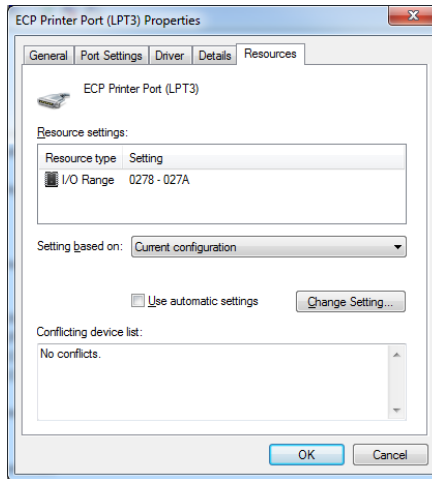 ECP Printer Port (LPT3) Properties
General Port Settings Driver Details Resources
ECP Printer Port (LPT3)
Resource settings:
Resource type Setting
I/O Range 0278 - 027A
Setting based on: Current configuration
Use automatic settings Change Setting...
Conflicting device list:
No conflicts.
OK Cancel